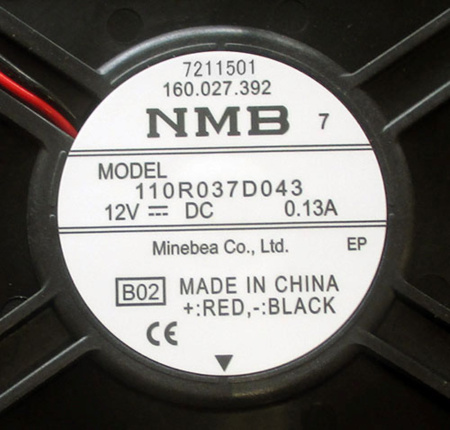 7211501
160.027.392
NMB 7
MODEL
110R037D043
12V ⎓ DC 0.13A
Minebea Co., Ltd. EP
B02 MADE IN CHINA
+:RED,-:BLACK
CE